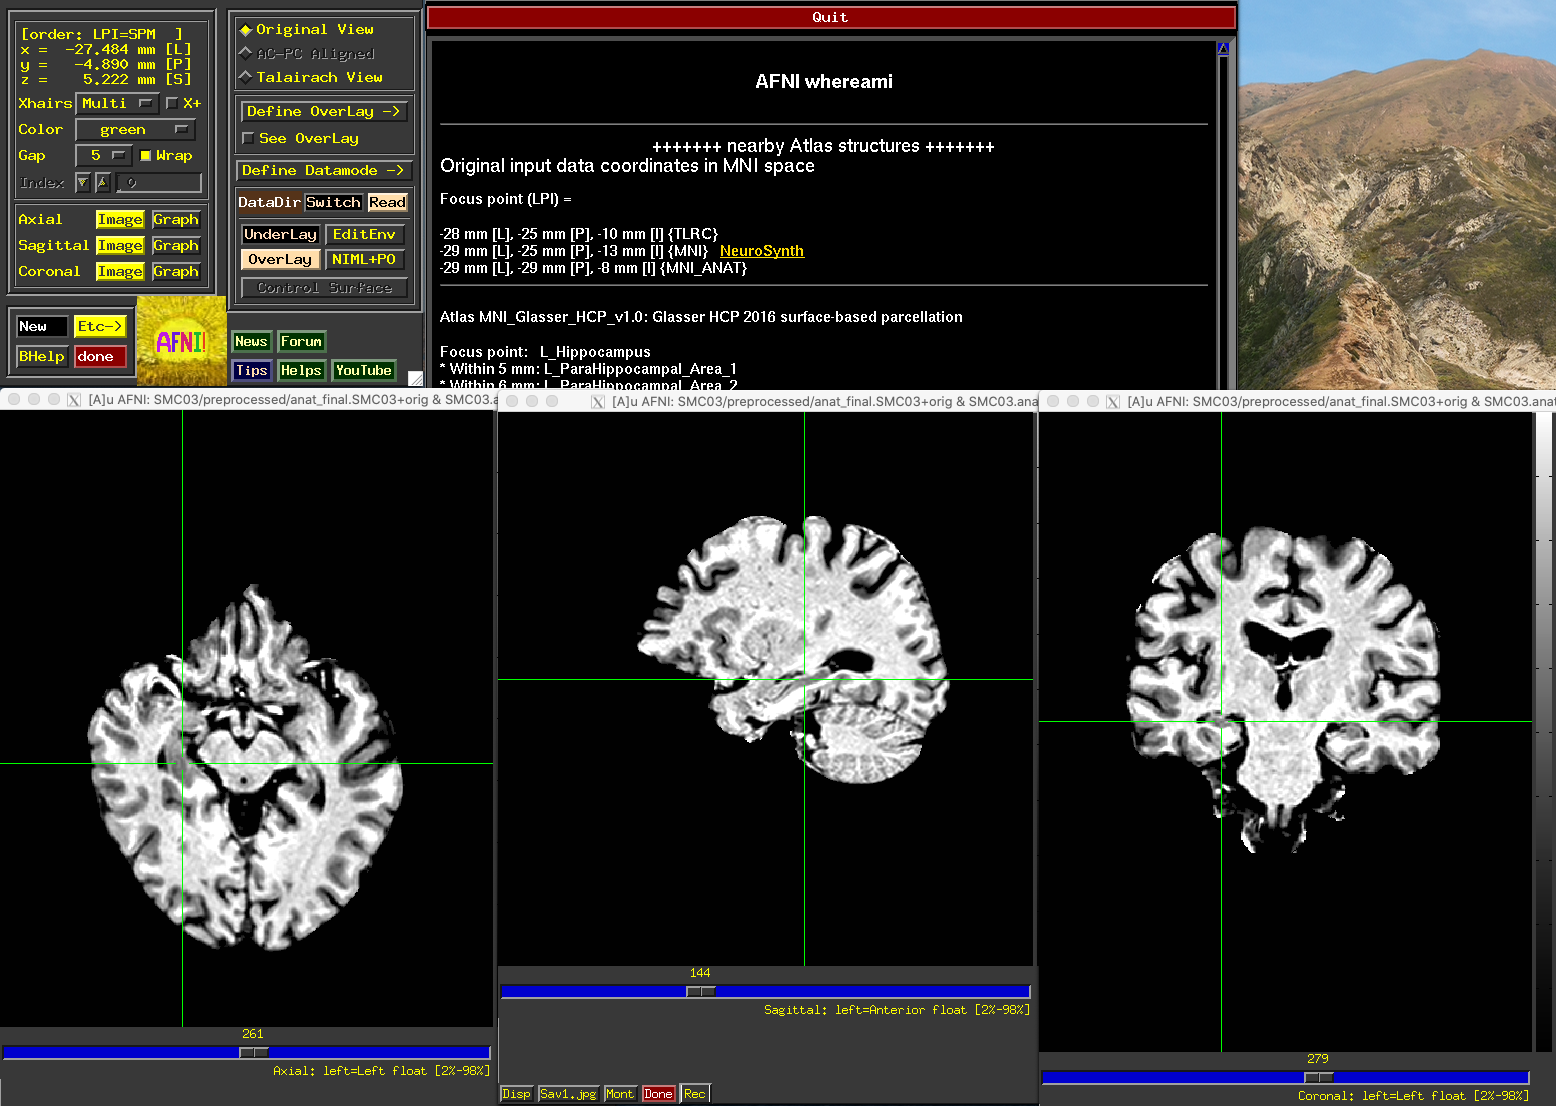 [order: LPI=SPM ]
x = -27.484 mm [L]
y = -4.890 mm [P]
z = 5.222 mm [S]
Xhairs Multi X+
Color green
Gap 5 Wrap
Index 0
Axial Image Graph
Sagittal Image Graph
Coronal Image Graph
New Etc->
BHelp done
AFNI!
Original View
AC-PC Aligned
Talairach View
Define OverLay ->
See OverLay
Define Datamode ->
DataDir Switch Read
UnderLay EditEnv
OverLay NIML+PO
Control Surface
News Forum
Tips Helps YouTube
Quit
AFNI whereami
+++++++ nearby Atlas structures +++++++
Original input data coordinates in MNI space
Focus point (LPI) =
-28 mm [L], -25 mm [P], -10 mm [I] {TLRC}
-29 mm [L], -25 mm [P], -13 mm [I] {MNI} NeuroSynth
-29 mm [L], -29 mm [P], -8 mm [I] {MNI_ANAT}
Atlas MNI_Glasser_HCP_v1.0: Glasser HCP 2016 surface-based parcellation
Focus point: L_Hippocampus
* Within 5 mm: L_ParaHippocampal_Area_1
* Within 6 mm: L_ParaHippocampal_Area_2
X [A]u AFNI: SMC03/preprocessed/anat_final.SMC03+orig & SMC03.a
261
Axial: left=Left float [2%-98%]
X [A]u AFNI: SMC03/preprocessed/anat_final.SMC03+orig & SMC03.ana
144
Sagittal: left=Anterior float [2%-98%]
Disp Sav1.jpg Mont Done Rec
X [A]u AFNI: SMC03/preprocessed/anat_final.SMC03+orig & SMC03.anat
279
Coronal: left=Left float [2%-98%]